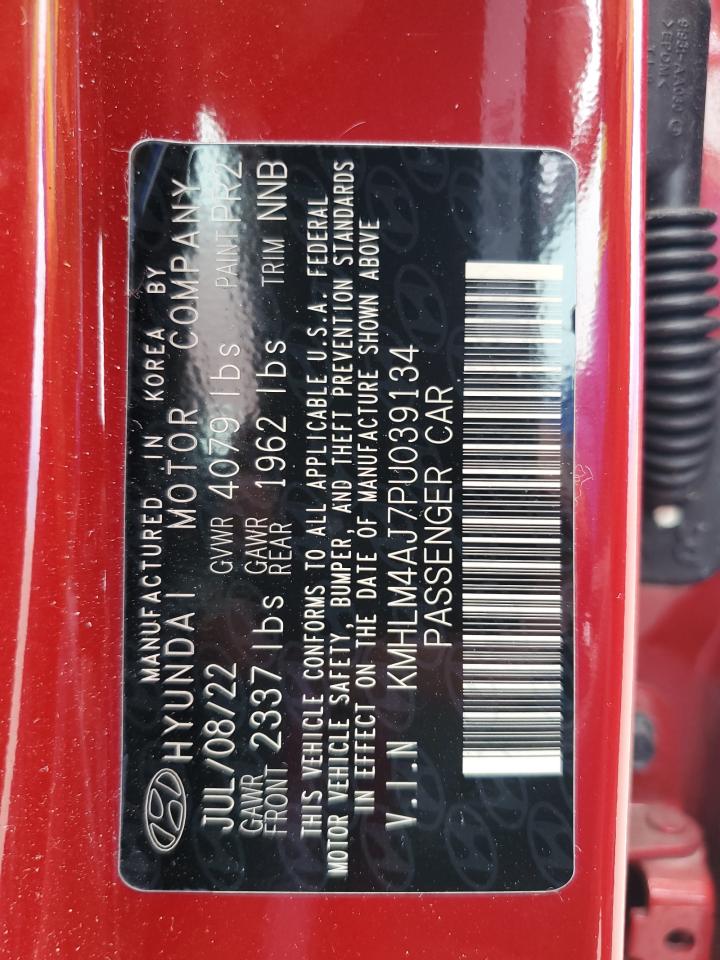 MANUFACTURED IN KOREA BY
HYUNDAI MOTOR COMPANY
JUL/08/22 GVWR 4079 lbs PAINT PR2
GAWR FRONT 2337 lbs GAWR REAR 1962 lbs TRIM NNB
THIS VEHICLE CONFORMS TO ALL APPLICABLE U.S.A. FEDERAL
MOTOR VEHICLE SAFETY, BUMPER, AND THEFT PREVENTION STANDARDS
IN EFFECT ON THE DATE OF MANUFACTURE SHOWN ABOVE
V.I.N KMHLM4AJ7PU039134
PASSENGER CAR